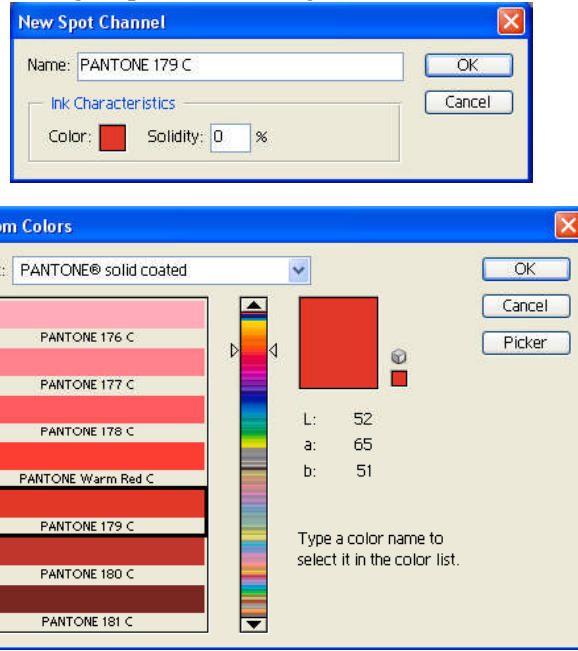 New Spot Channel
Name: PANTONE 179 C
OK
Ink Characteristics
Cancel
Color: Solidity: 0 %
om Colors
: PANTONE® solid coated
OK
Cancel
Picker
PANTONE 176 C
PANTONE 177 C
PANTONE 178 C
PANTONE Warm Red C
PANTONE 179 C
PANTONE 180 C
PANTONE 181 C
L: 52
a: 65
b: 51
Type a color name to
select it in the color list.